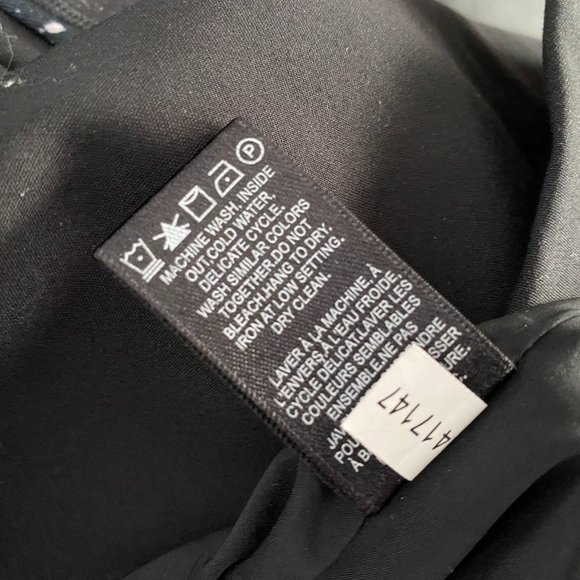 P
MACHINE WASH. INSIDE
OUT.COLD WATER,
DELICATE CYCLE.
WASH SIMILAR COLORS
TOGETHER.DO NOT
BLEACH HANG TO DRY.
IRON AT LOW SETTING.
DRY CLEAN.
LAVER À LA MACHINE, À
L'ENVERS, À L'EAU FROIDE,
CYCLE DELICAT.LAVER LES
COULEURS SEMBLABLES
ENSEMBLE.NE PAS
417147